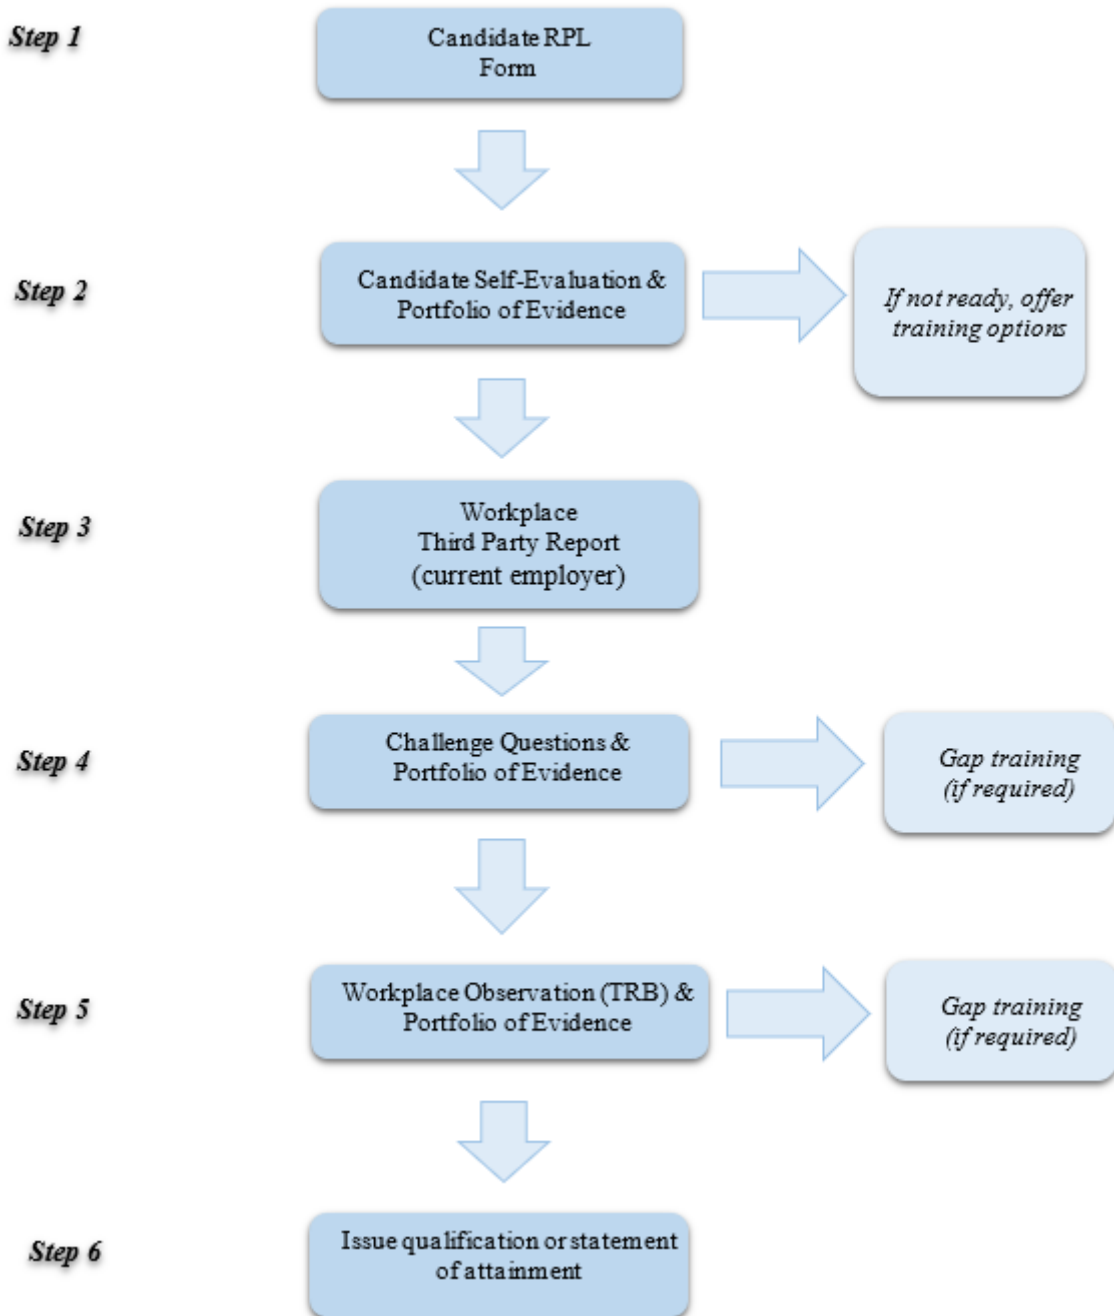 Step 1
Candidate RPL
Form
Step 2
Candidate Self-Evaluation &
Portfolio of Evidence
If not ready, offer
training options
Step 3
Workplace
Third Party Report
(current employer)
Step 4
Challenge Questions &
Portfolio of Evidence
Gap training
(if required)
Step 5
Workplace Observation (TRB) &
Portfolio of Evidence
Gap training
(if required)
Step 6
Issue qualification or statement
of attainment